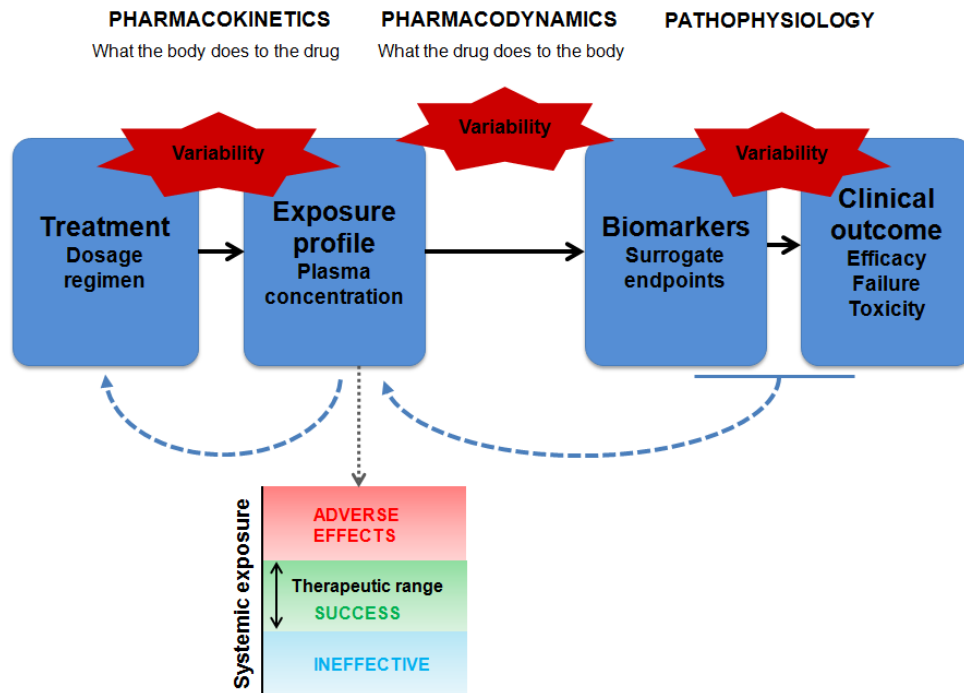 PHARMACOKINETICS
What the body does to the drug
PHARMACODYNAMICS
What the drug does to the body
PATHOPHYSIOLOGY
Variability
Variability
Variability
Treatment
Dosage
regimen
Exposure
profile
Plasma
concentration
Biomarkers
Surrogate
endpoints
Clinical
outcome
Efficacy
Failure
Toxicity
Systemic exposure
ADVERSE
EFFECTS
Therapeutic range
SUCCESS
INEFFECTIVE